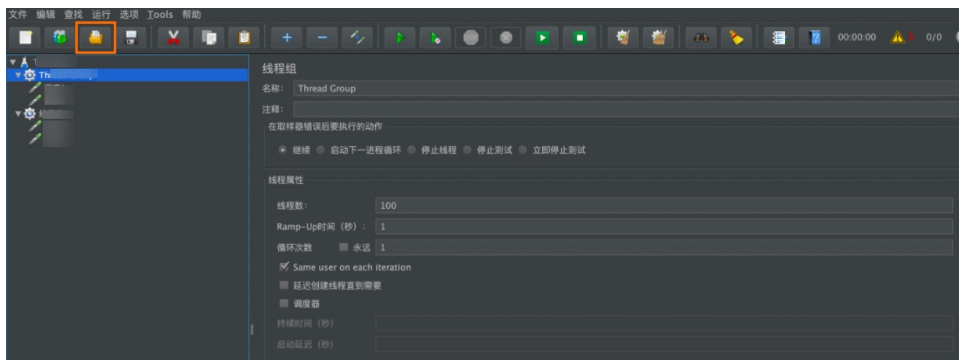 文件 编辑 查找 运行 选项 Tools 帮助
00:00:00 0/0
线程组
Th
名称: Thread Group
注释:
在取样器错误后要执行的动作
继续 启动下一进程循环 停止线程 停止测试 立即停止测试
线程属性
线程数: 100
Ramp-Up时间（秒）: 1
循环次数 永远 1
Same user on each iteration
延迟创建线程直到需要
调度器
持续时间（秒）
启动延迟（秒）